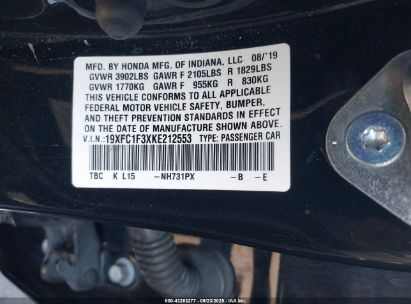 MFD. BY HONDA MFG. OF INDIANA, LLC 08/'19
GVWR 3902LBS GAWR F 2105LBS R 1829LBS
GVWR 1770KG GAWR F 955KG R 830KG
THIS VEHICLE CONFORMS TO ALL APPLICABLE
FEDERAL MOTOR VEHICLE SAFETY, BUMPER,
AND THEFT PREVENTION STANDARDS IN EFFECT
ON THE DATE OF MANUFACTURE SHOWN ABOVE.
V.I.N.: 19XFC1F3XKE212553 TYPE: PASSENGER CAR
TBC K L15 -NH731PX -B -E